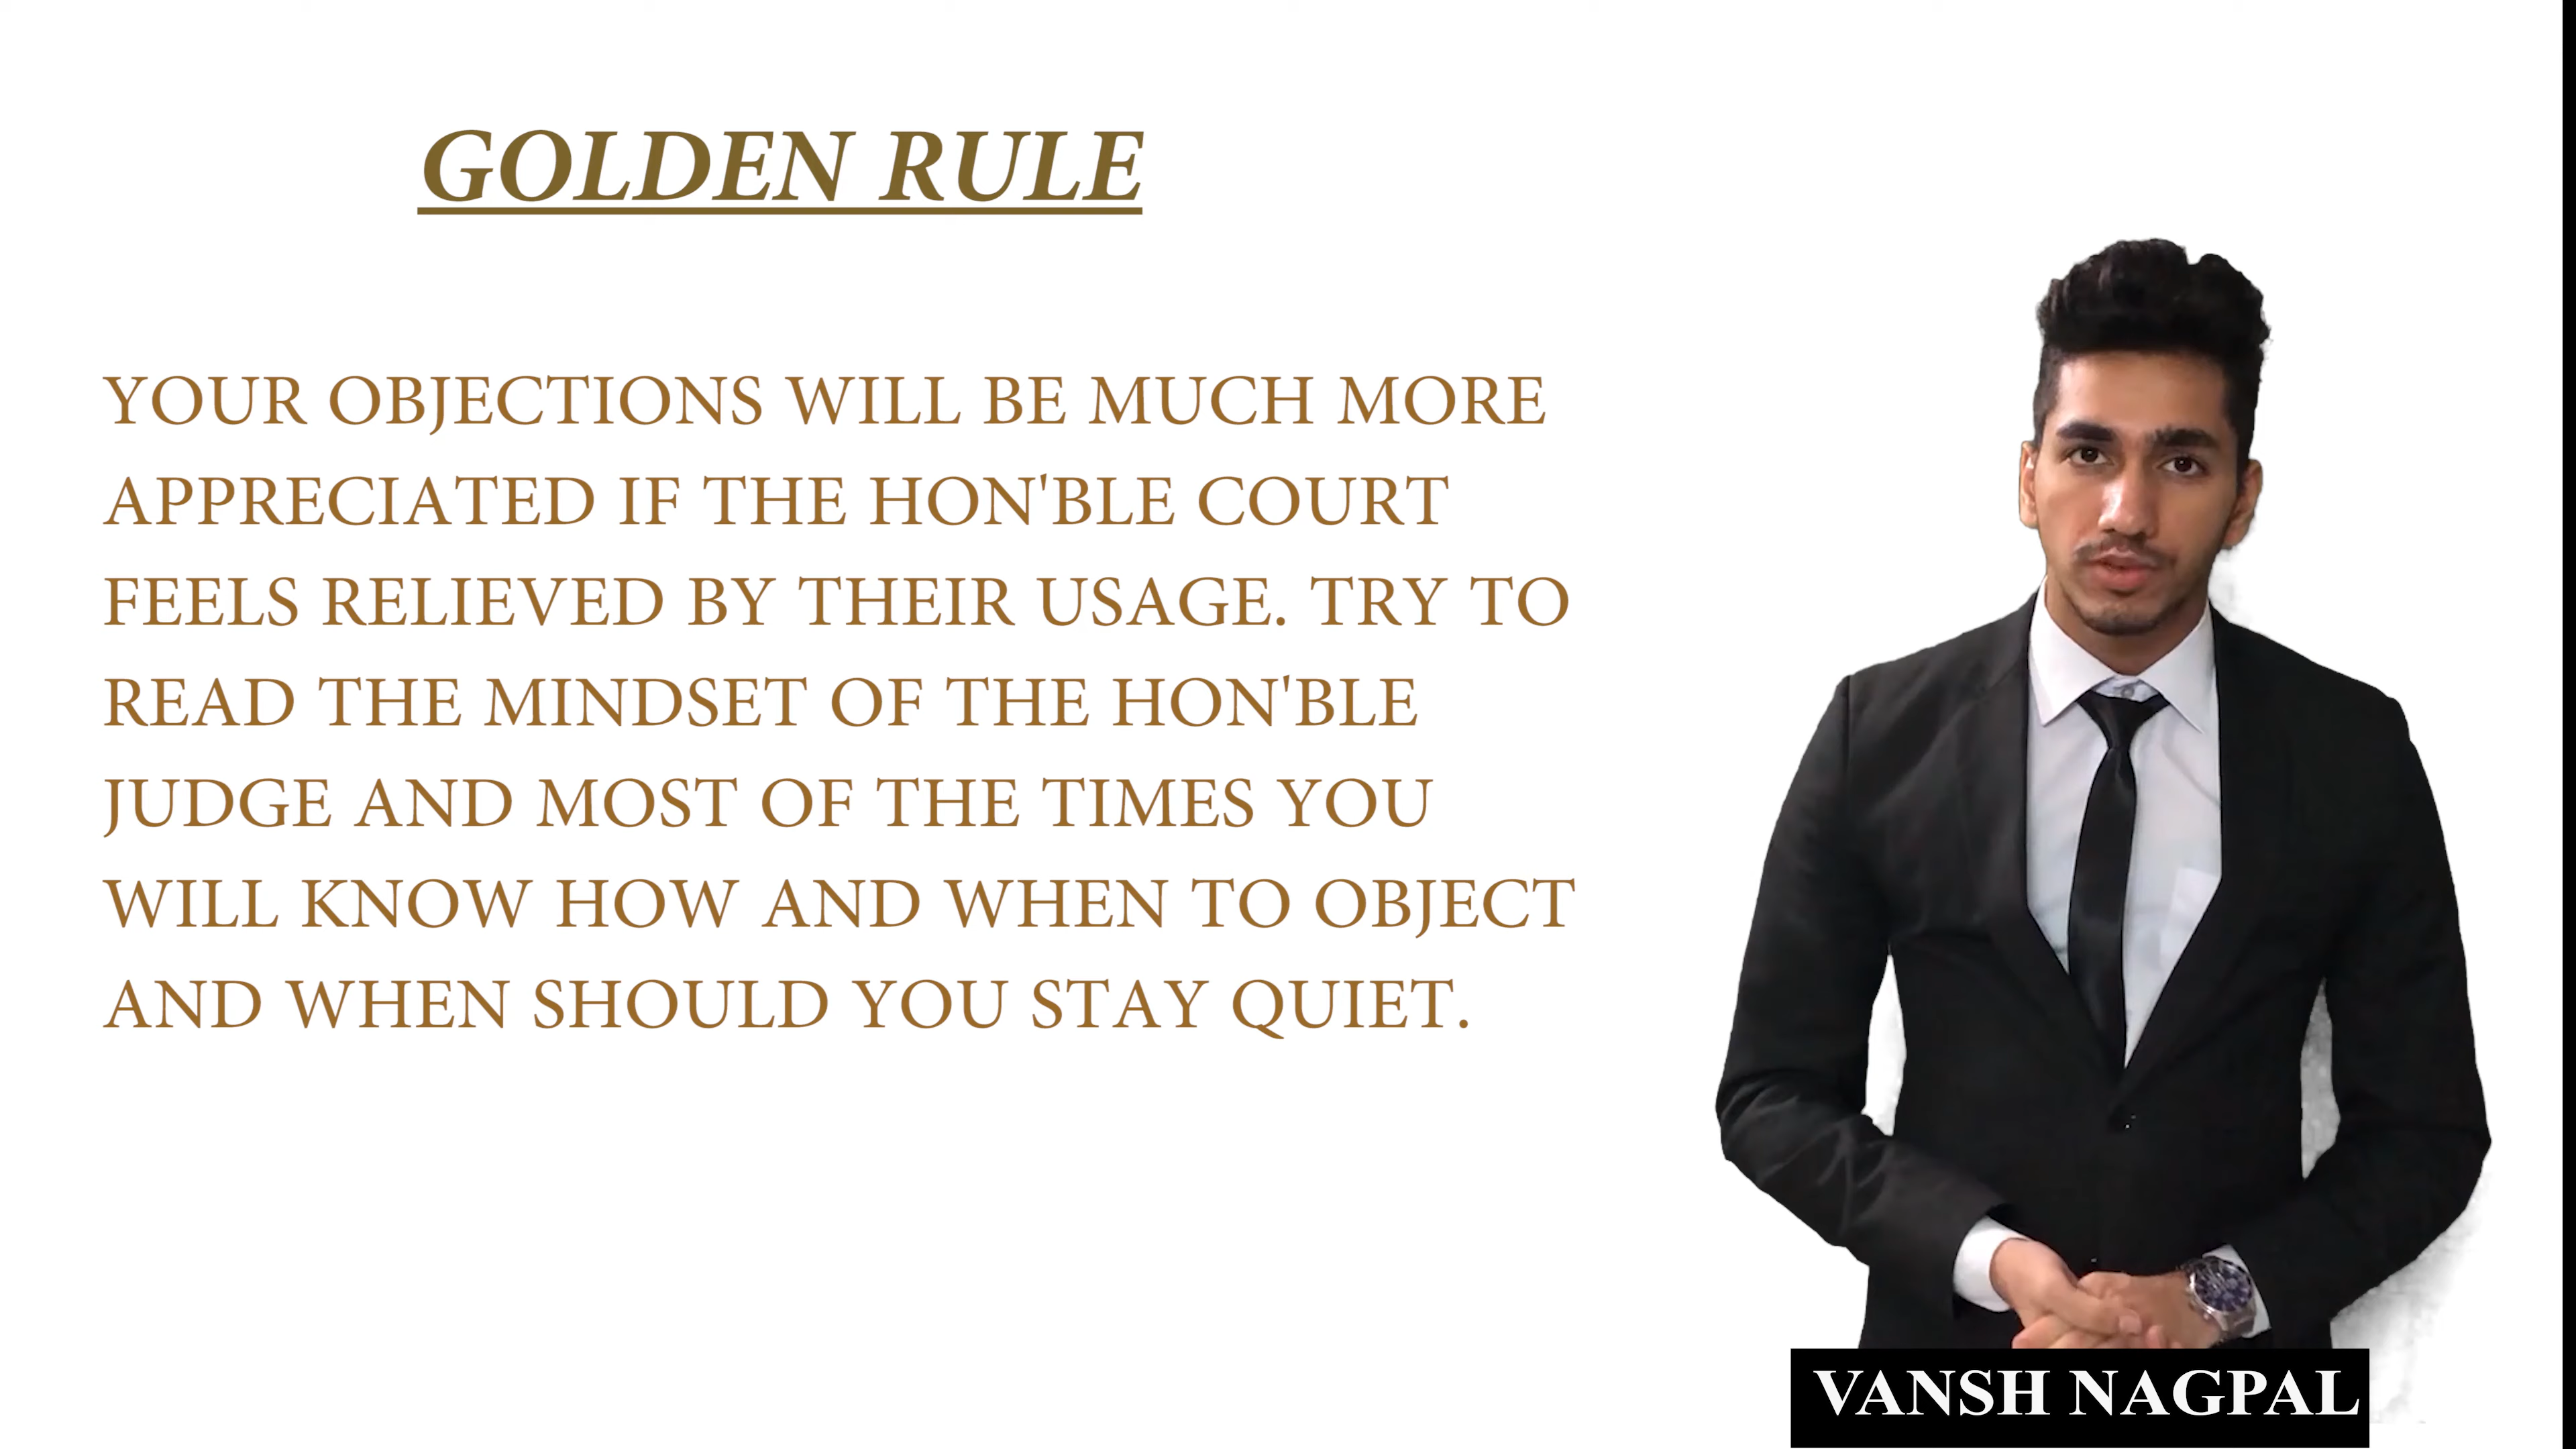 GOLDEN RULE
YOUR OBJECTIONS WILL BE MUCH MORE
APPRECIATED IF THE HON'BLE COURT
FEELS RELIEVED BY THEIR USAGE. TRY TO
READ THE MINDSET OF THE HON'BLE
JUDGE AND MOST OF THE TIMES YOU
WILL KNOW HOW AND WHEN TO OBJECT
AND WHEN SHOULD YOU STAY QUIET.
VANSH NAGPAL